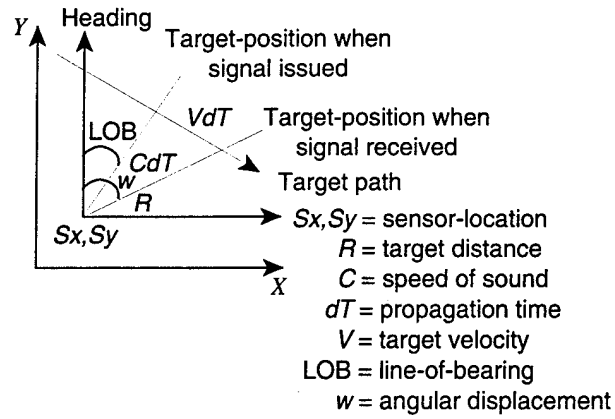 Y
Heading
Target-position when
signal issued
VdT
Target-position when
signal received
LOB
CdT
w
R
Target path
Sx,Sy
X
Sx,Sy = sensor-location
R = target distance
C = speed of sound
dT = propagation time
V = target velocity
LOB = line-of-bearing
w = angular displacement